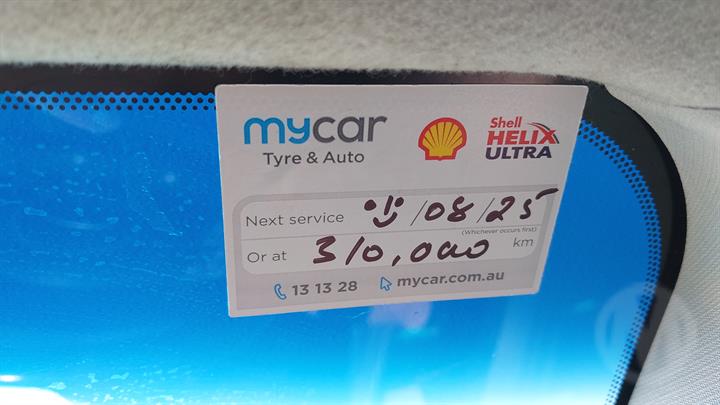 mycar
Tyre & Auto
Shell
HELIX
ULTRA
Next service /08/25
(Whichever occurs first)
Or at 310,000 km
13 13 28 mycar.com.au